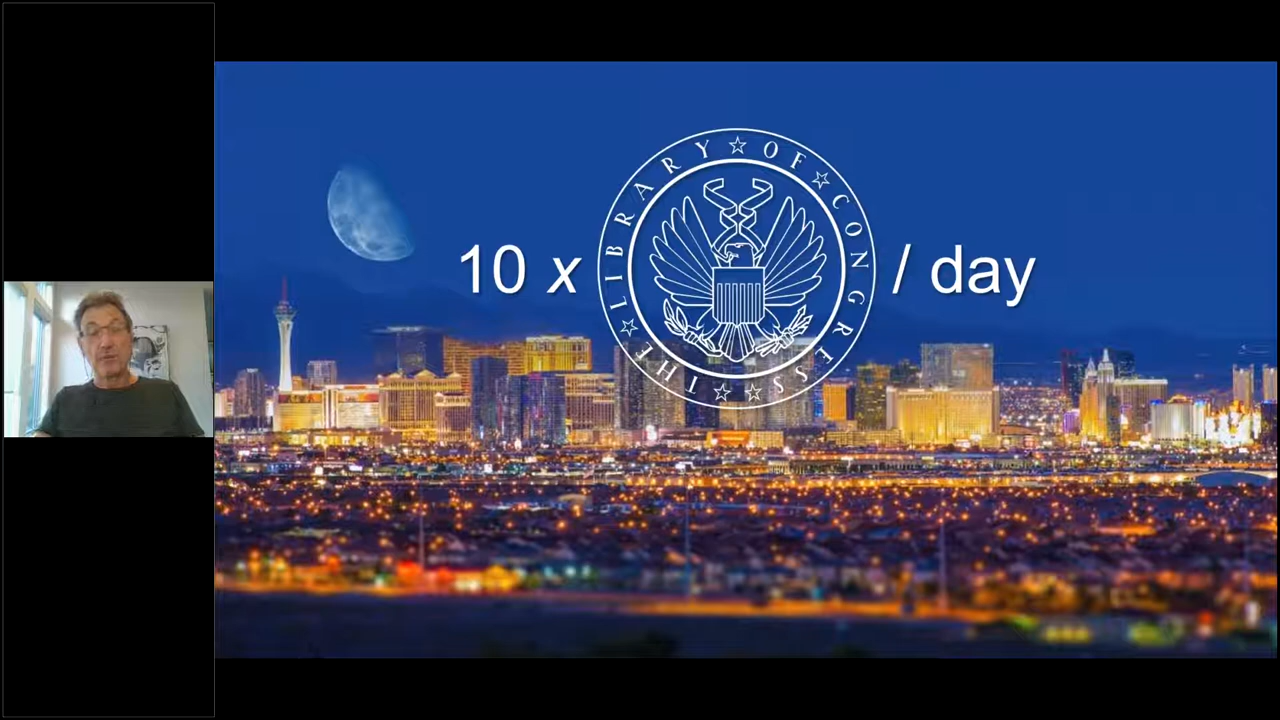 10 x / day
★ THE ★ LIBRARY ☆ OF ☆ CONGRESS ☆